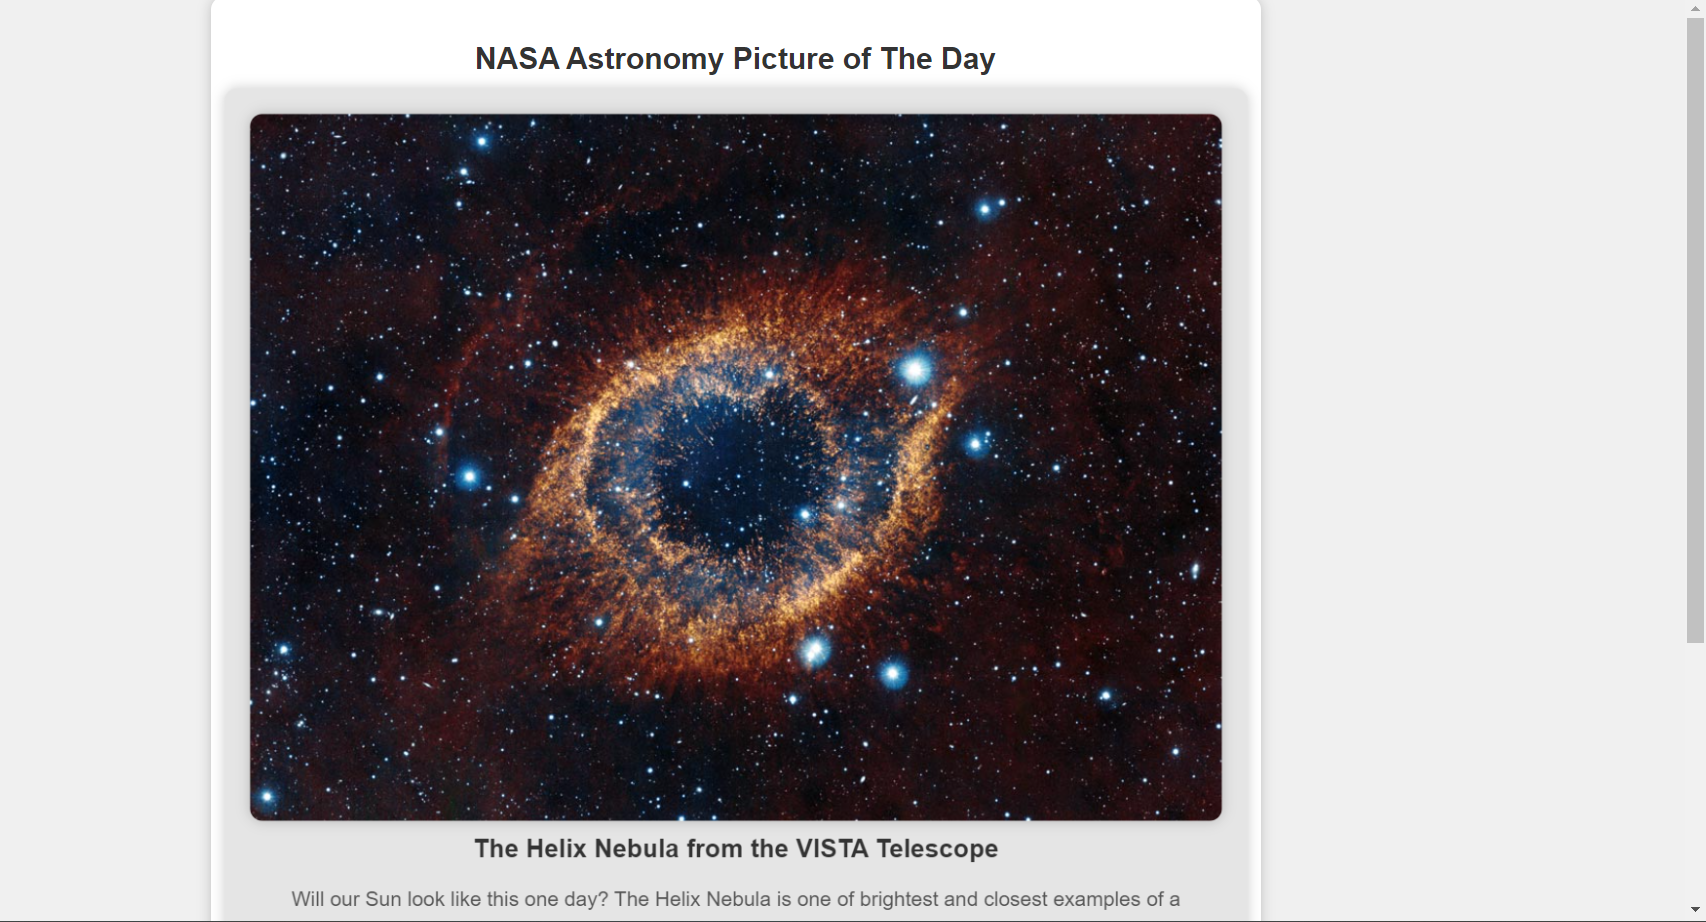 NASA Astronomy Picture of The Day
The Helix Nebula from the VISTA Telescope
Will our Sun look like this one day? The Helix Nebula is one of brightest and closest examples of a